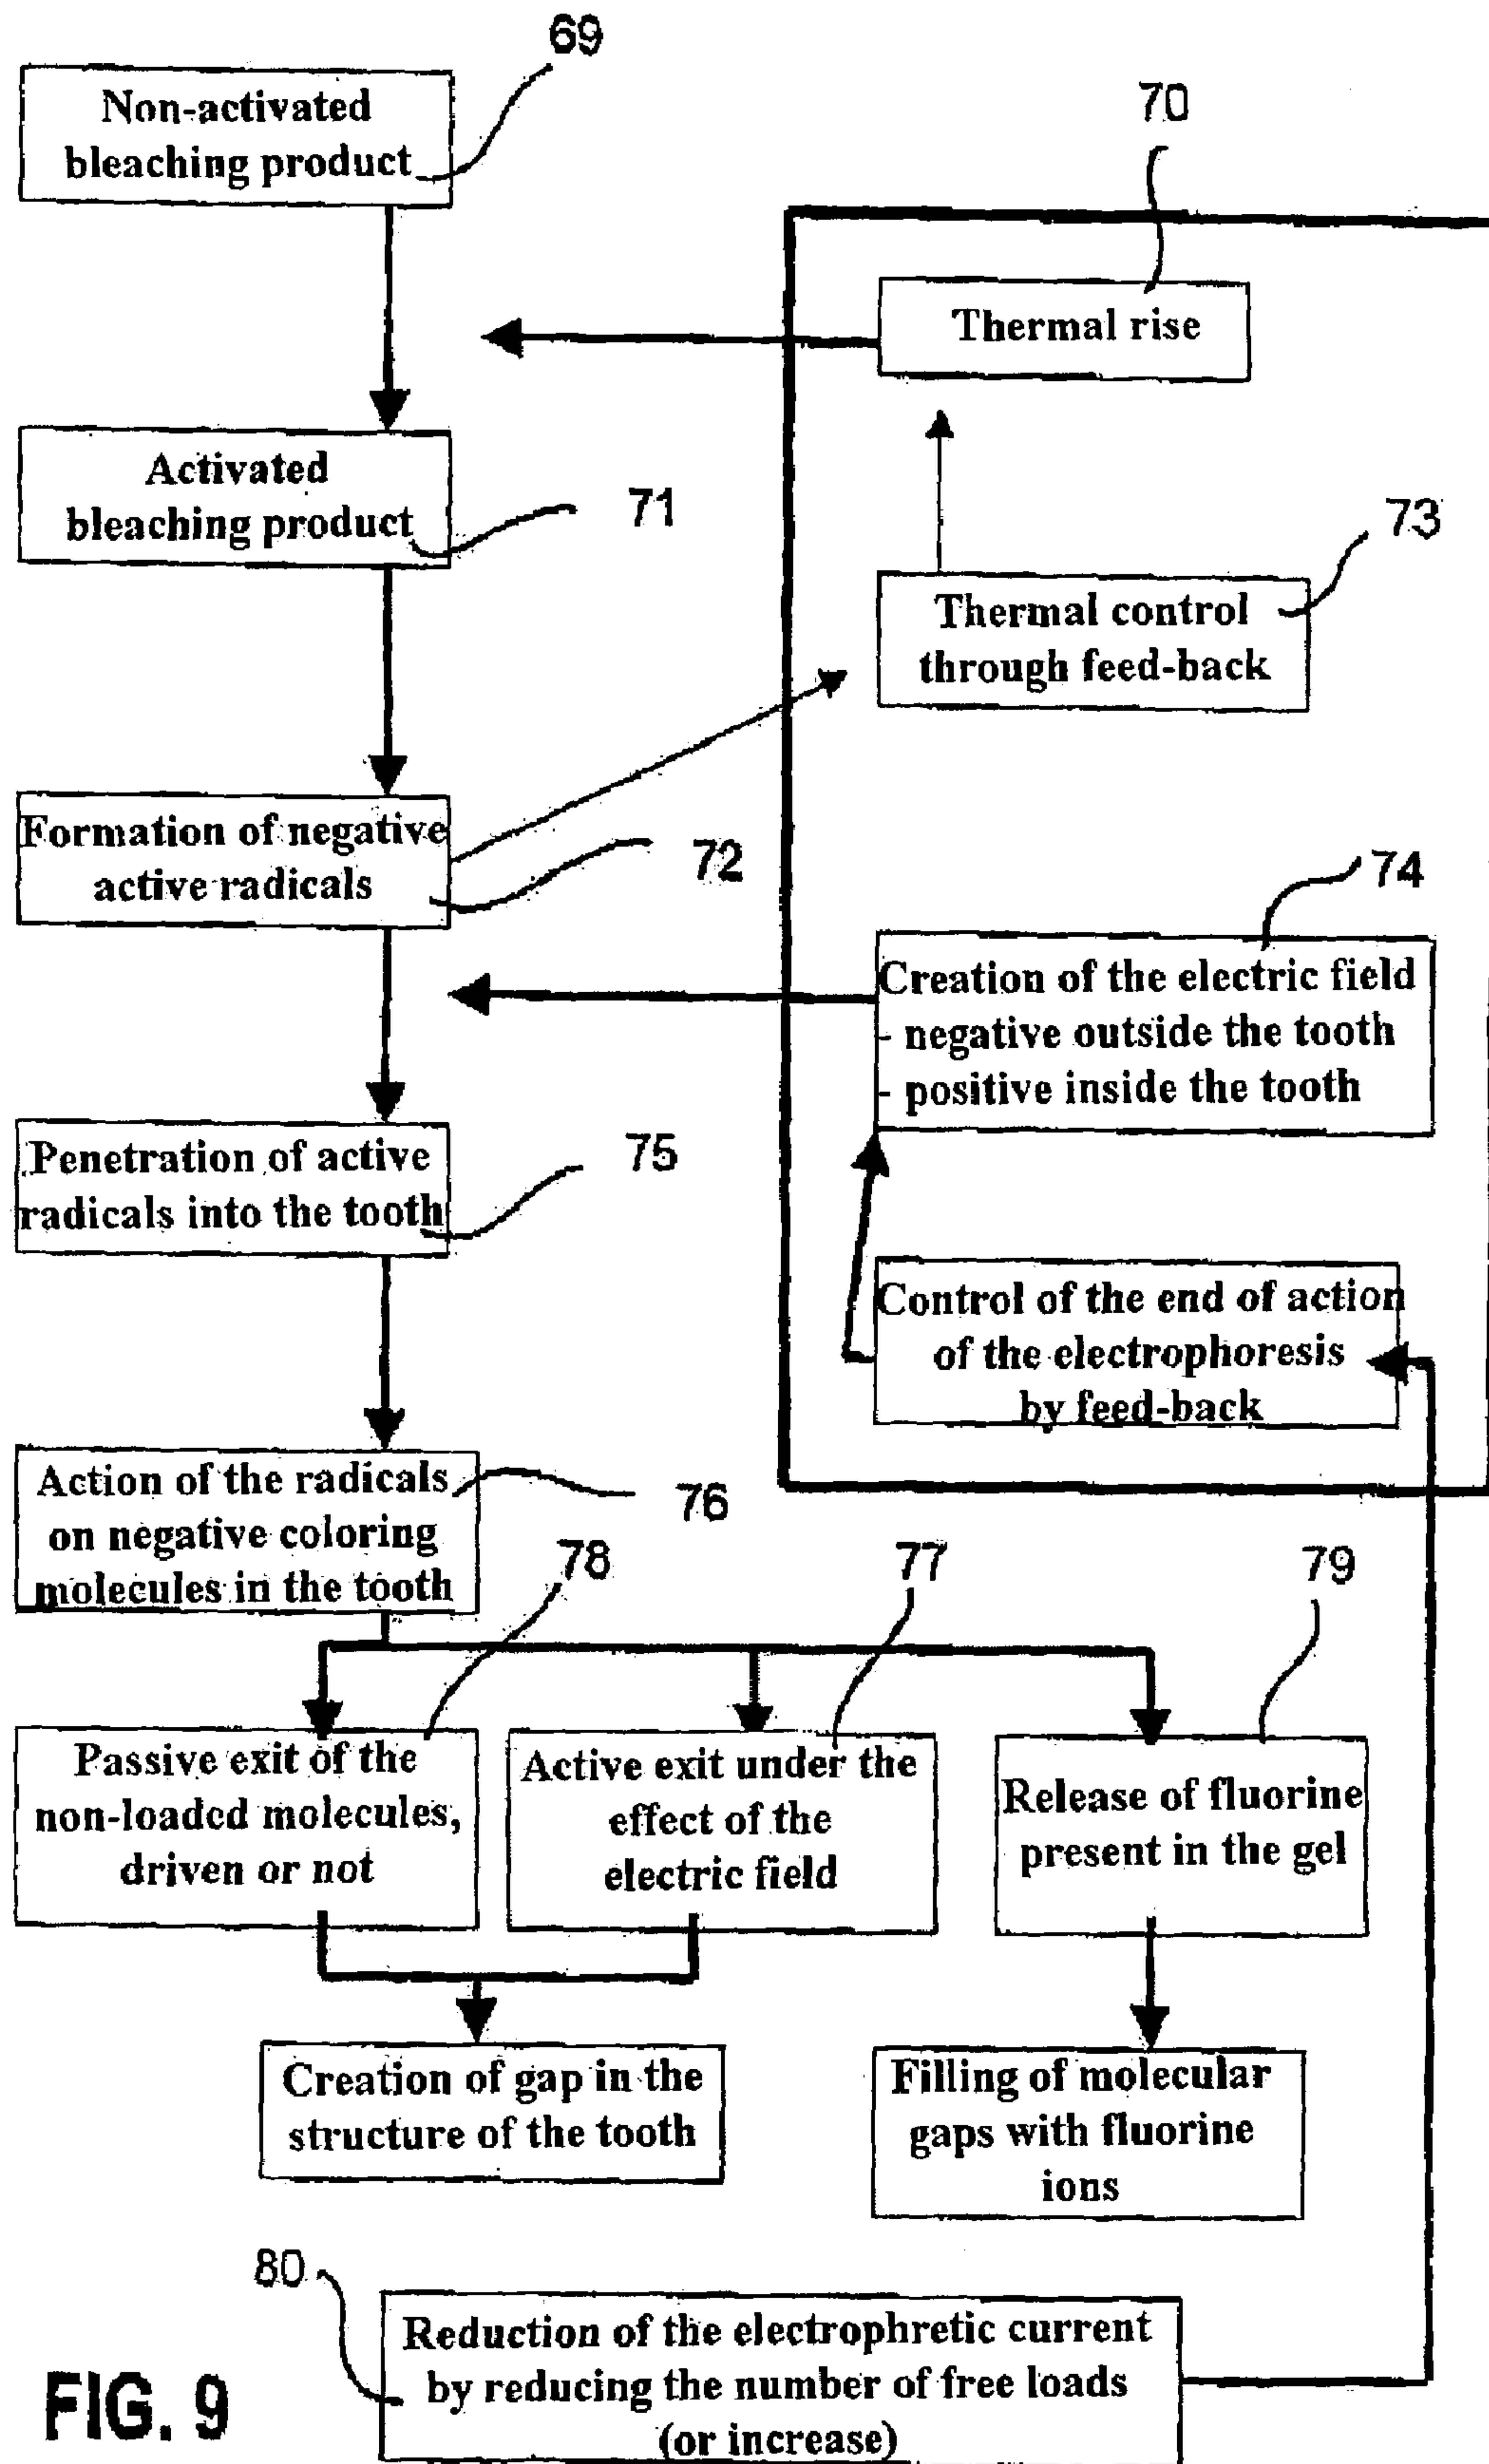 69
Non-activated
bleaching product
70
Thermal rise
Activated
bleaching product
71
73
Thermal control
through feed-back
Formation of negative
active radicals
72
74
Creation of the electric field
- negative outside the tooth
- positive inside the tooth
Penetration of active
radicals into the tooth
75
Control of the end of action
of the electrophoresis
by feed-back
Action of the radicals
on negative coloring
molecules in the tooth
76
78
77
79
Passive exit of the
non-loaded molecules,
driven or not
Active exit under the
effect of the
electric field
Release of fluorine
present in the gel
Creation of gap in the
structure of the tooth
Filling of molecular
gaps with fluorine
ions
80
Reduction of the electrophretic current
by reducing the number of free loads
(or increase)
FIG. 9